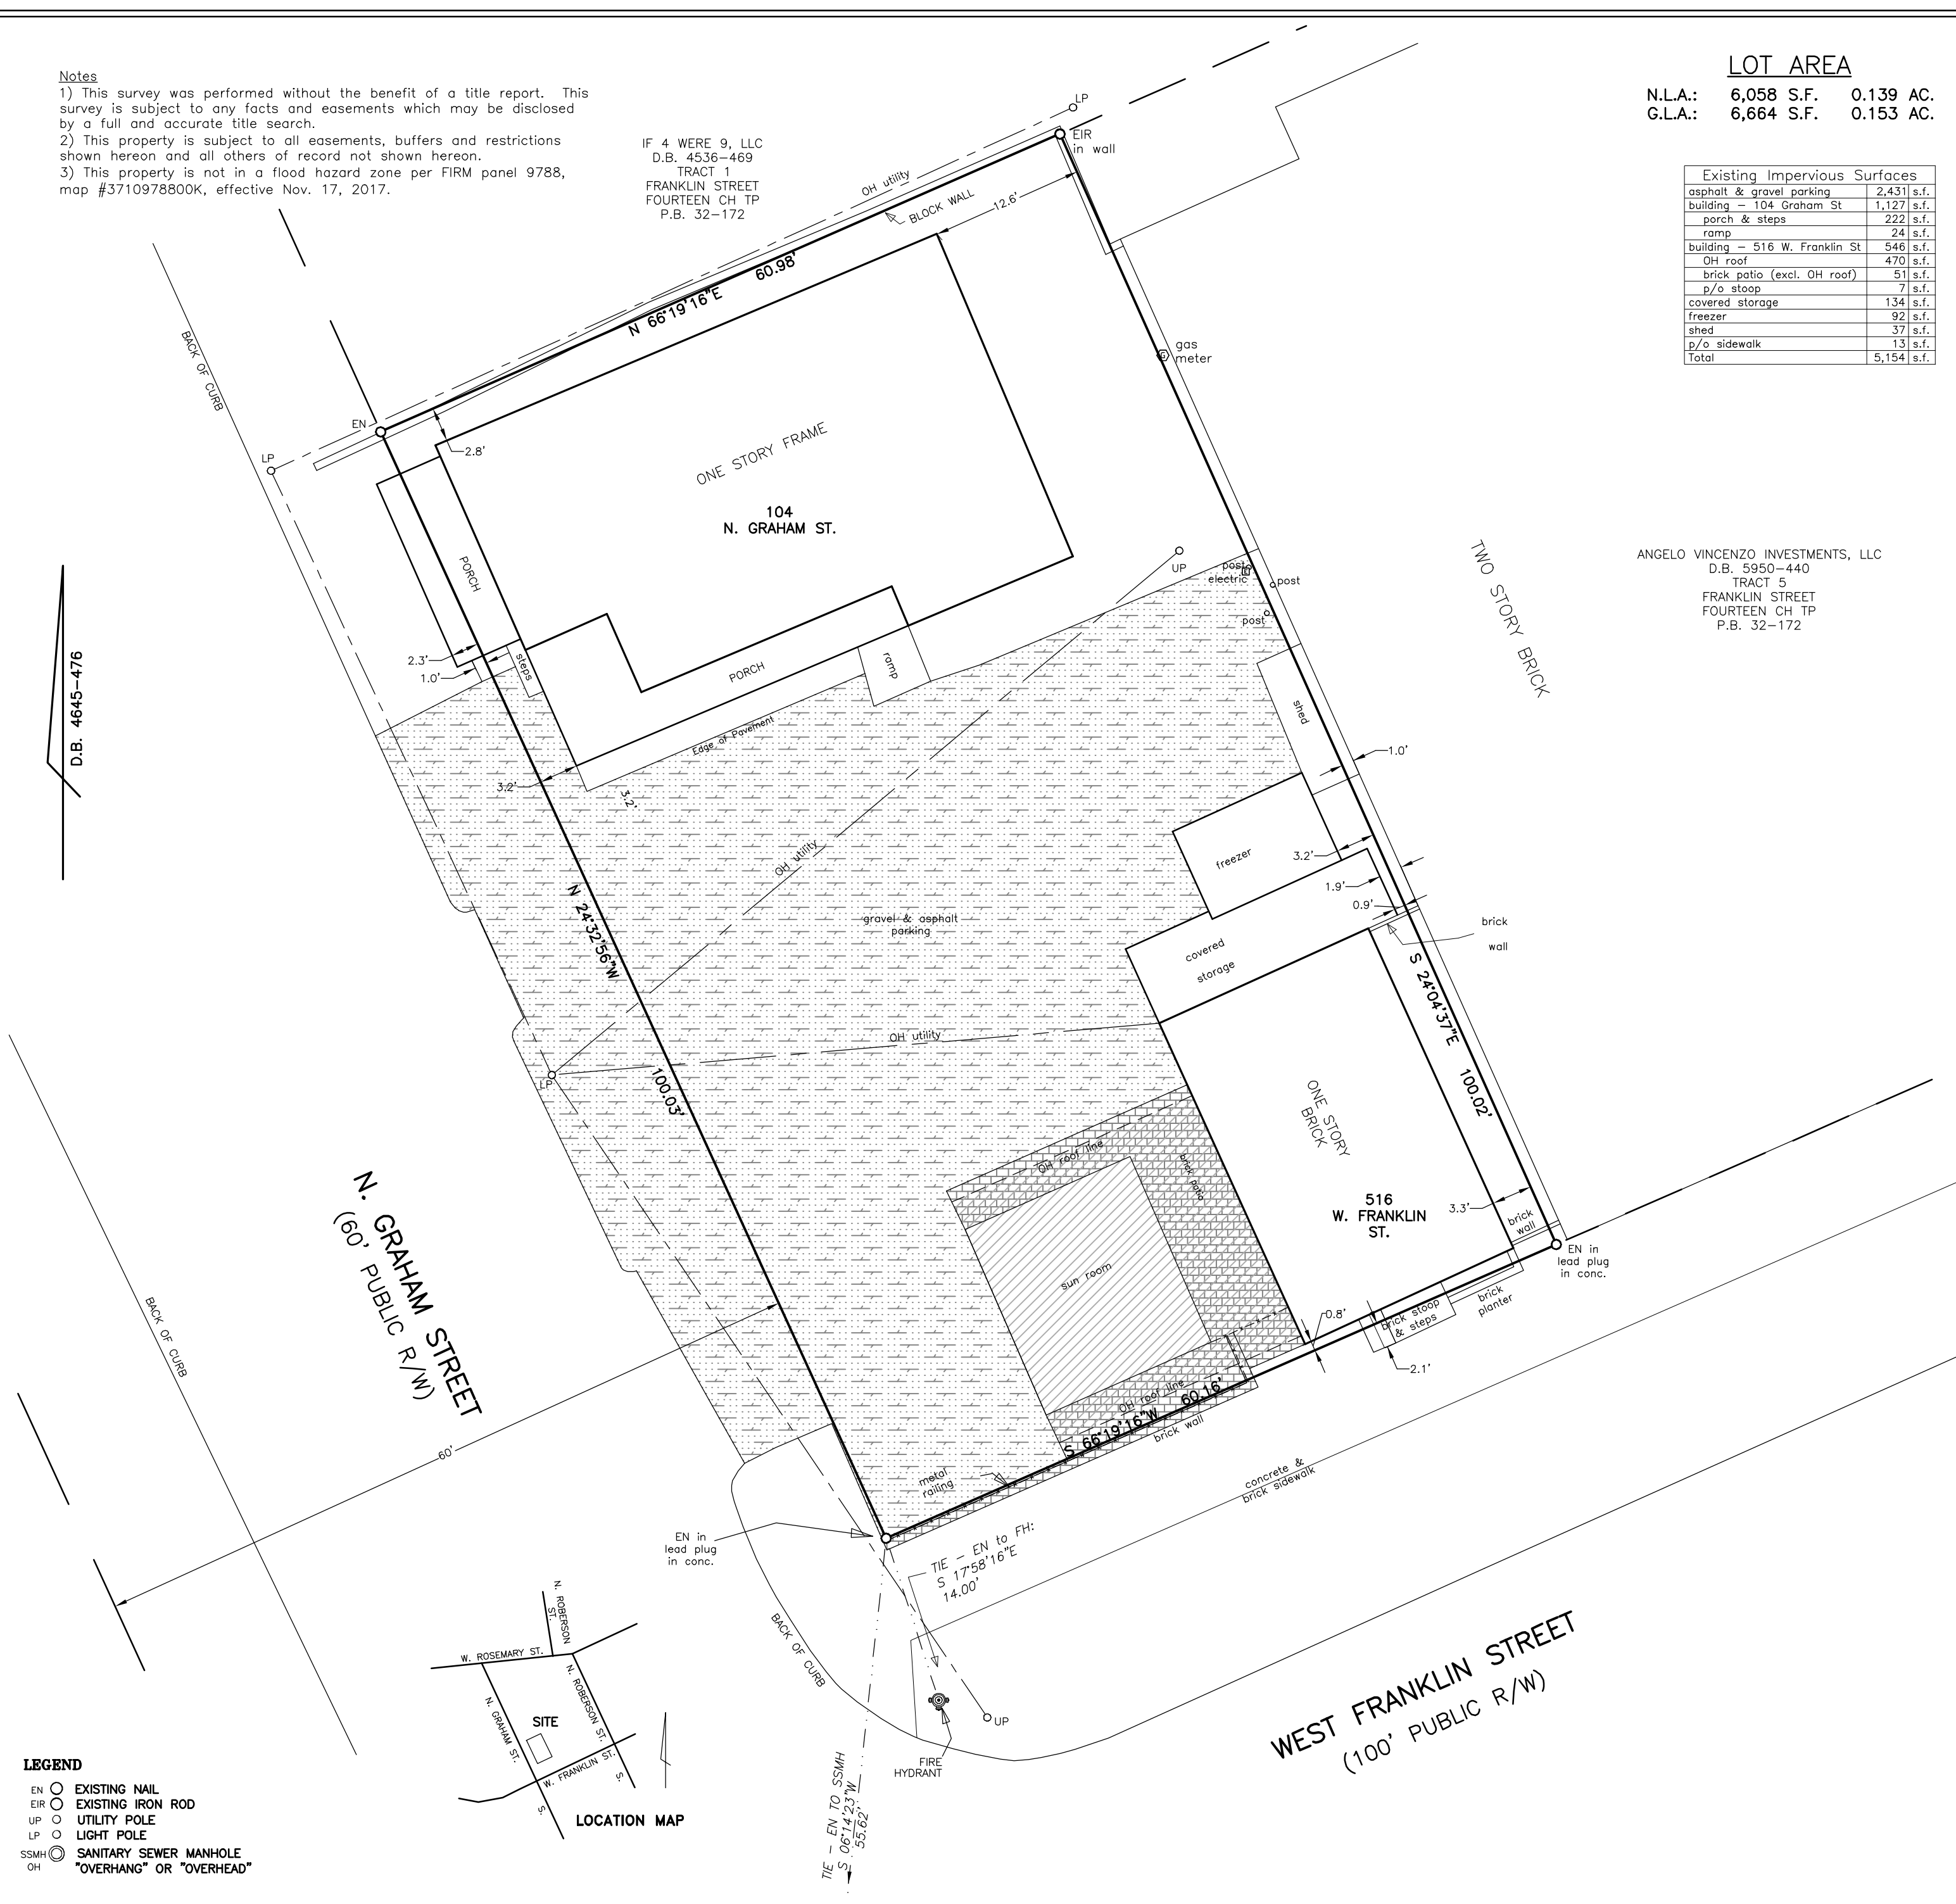 Notes
1) This survey was performed without the benefit of a title report. This
survey is subject to any facts and easements which may be disclosed
by a full and accurate title search.
2) This property is subject to all easements, buffers and restrictions
shown hereon and all others of record not shown hereon.
3) This property is not in a flood hazard zone per FIRM panel 9788,
map #3710978800K, effective Nov. 17, 2017.
IF 4 WERE 9, LLC
D.B. 4536-469
TRACT 1
FRANKLIN STREET
FOURTEEN CH TP
P.B. 32-172
LP
EIR
in wall
OH utility
BLOCK WALL
12.6'
N 66°19'16"E 60.98'
LOT AREA
N.L.A.: 6,058 S.F. 0.139 AC.
G.L.A.: 6,664 S.F. 0.153 AC.
Existing Impervious Surfaces
asphalt & gravel parking 2,431 s.f.
building - 104 Graham St 1,127 s.f.
porch & steps 222 s.f.
ramp 24 s.f.
building - 516 W. Franklin St 546 s.f.
OH roof 470 s.f.
brick patio (excl. OH roof) 51 s.f.
p/o stoop 7 s.f.
covered storage 134 s.f.
freezer 92 s.f.
shed 37 s.f.
p/o sidewalk 13 s.f.
Total 5,154 s.f.
BACK OF CURB
gas
meter
G
EN
LP
2.8'
ONE STORY FRAME
104
N. GRAHAM ST.
PORCH
2.3'
1.0'
steps
PORCH
ramp
Edge of Pavement
3.2'
3.2'
UP
post
electric
E
post
post
TWO STORY BRICK
ANGELO VINCENZO INVESTMENTS, LLC
D.B. 5950-440
TRACT 5
FRANKLIN STREET
FOURTEEN CH TP
P.B. 32-172
D.B. 4645-476
shed
1.0'
freezer
3.2'
1.9'
0.9'
brick
wall
OH utility
gravel & asphalt
parking
covered
storage
N 24°32'56"W
100.03'
S 24°04'37"E
100.02'
OH utility
LP
ONE STORY
BRICK
OH roof line
brick patio
sun room
516
W. FRANKLIN
ST.
3.3'
brick
wall
EN in
lead plug
in conc.
brick
planter
brick stoop
& steps
0.8'
2.1'
OH roof line
S 66°19'16"W 60.16'
brick wall
metal
railing
concrete &
brick sidewalk
N. GRAHAM STREET
(60' PUBLIC R/W)
BACK OF CURB
60'
EN in
lead plug
in conc.
TIE - EN to FH:
S 17°58'16"E
14.00'
BACK OF CURB
UP
FIRE
HYDRANT
TIE - EN TO SSMH
S 06°14'23"W
55.62'
WEST FRANKLIN STREET
(100' PUBLIC R/W)
N. ROBERSON
ST.
W. ROSEMARY ST.
N. GRAHAM ST.
N. ROBERSON ST.
SITE
W. FRANKLIN ST.
S.
S.
LOCATION MAP
LEGEND
EN EXISTING NAIL
EIR EXISTING IRON ROD
UP UTILITY POLE
LP LIGHT POLE
SSMH SANITARY SEWER MANHOLE
OH "OVERHANG" OR "OVERHEAD"